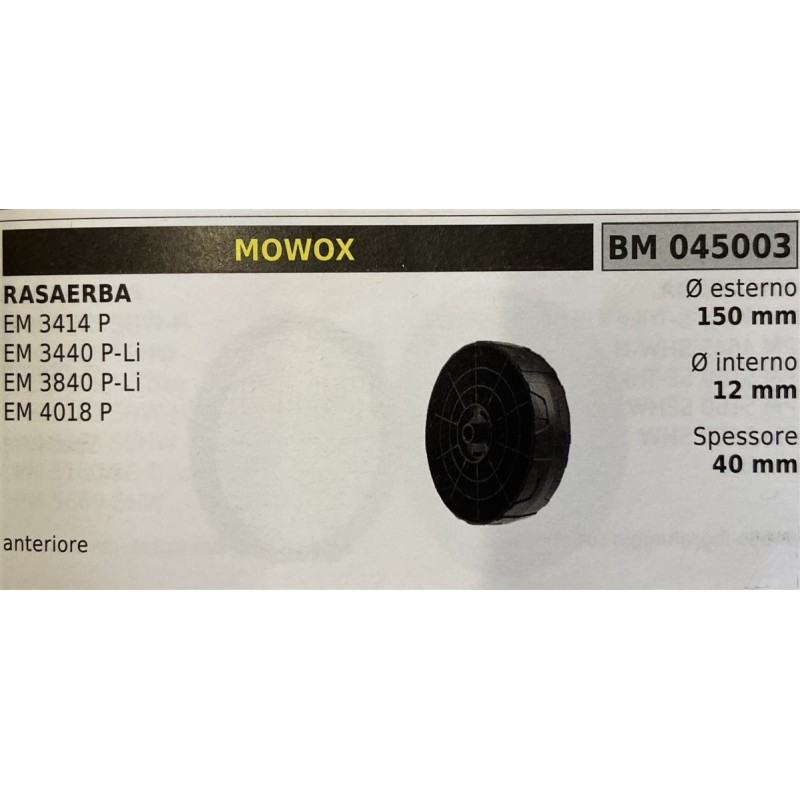 MOWOX
BM 045003
RASAERBA
EM 3414 P
EM 3440 P-Li
EM 3840 P-Li
EM 4018 P
anteriore
Ø esterno
150 mm
Ø interno
12 mm
Spessore
40 mm